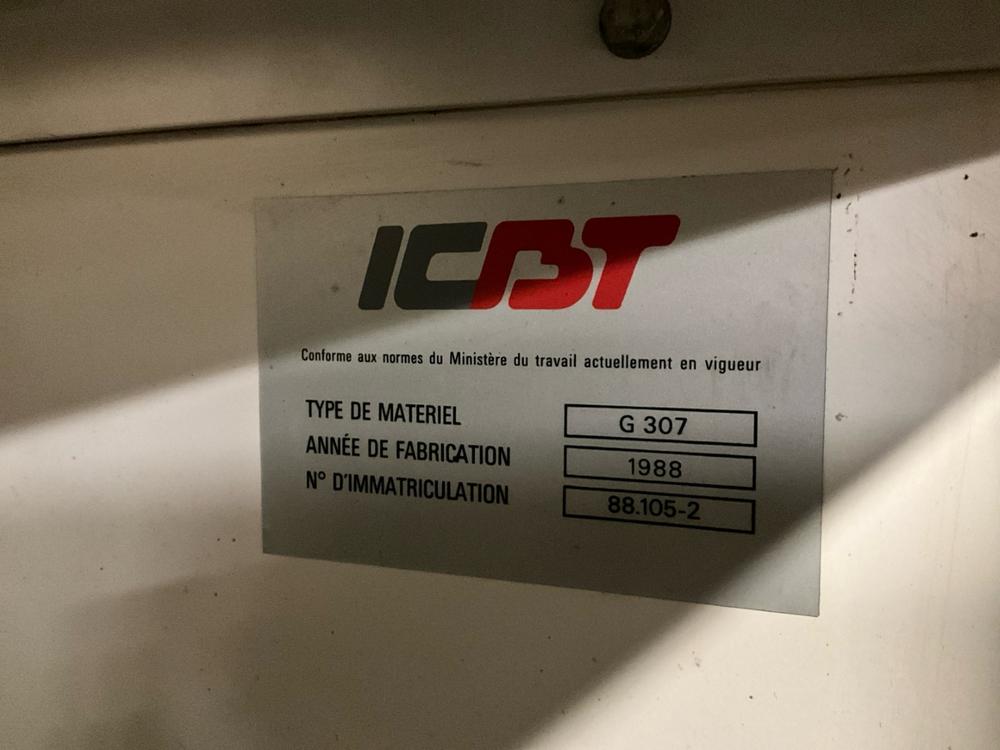 ICBT
Conforme aux normes du Ministère du travail actuellement en vigueur
TYPE DE MATERIEL G 307
ANNÉE DE FABRICATION 1988
N° D'IMMATRICULATION 88.105-2